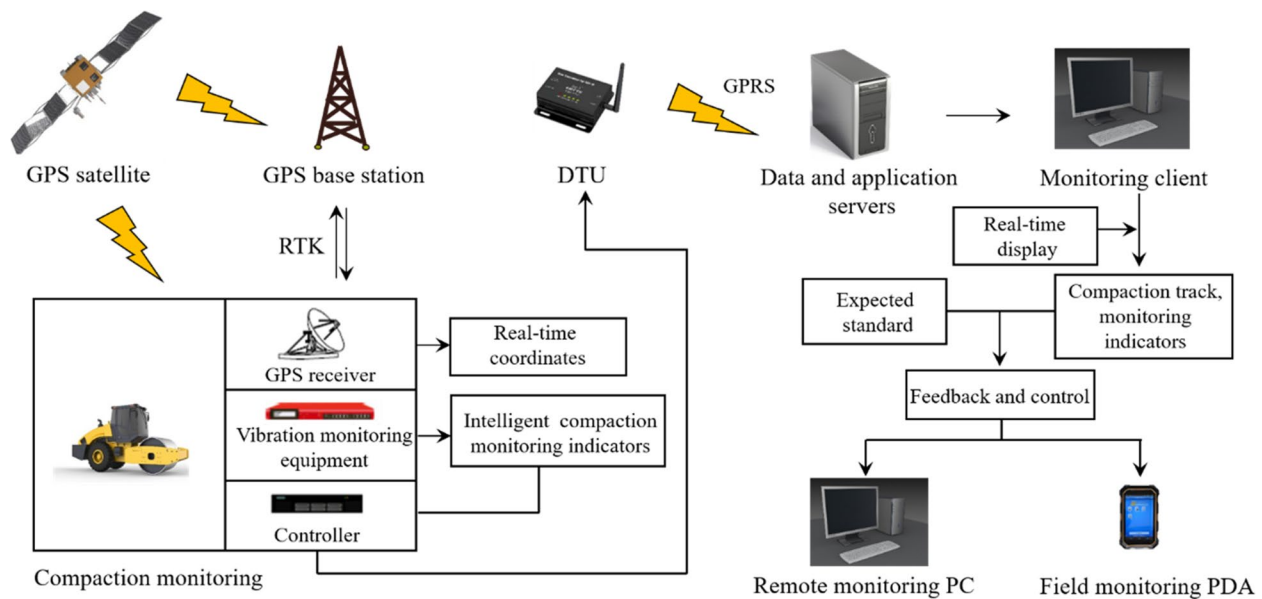 GPS satellite
GPS base station
DTU
GPRS
Data and application
servers
Monitoring client
RTK
Real-time
display
Expected
standard
Compaction track,
monitoring
indicators
GPS receiver
Real-time
coordinates
Vibration monitoring
equipment
Intelligent compaction
monitoring indicators
Controller
Feedback and control
Compaction monitoring
Remote monitoring PC
Field monitoring PDA